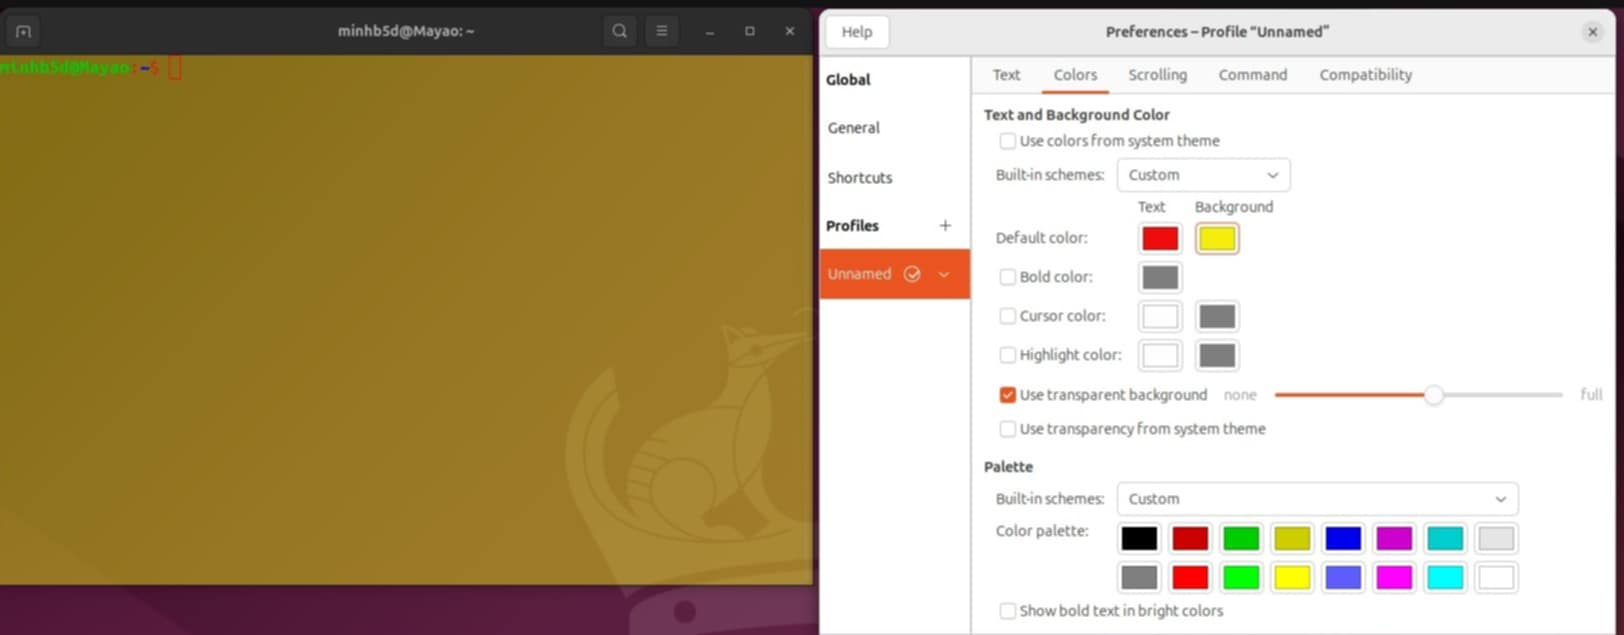 minhb5d@Mayao: ~
minhb5d@Mayao:~$
Help
Preferences – Profile “Unnamed”
Global
General
Shortcuts
Profiles +
Unnamed
Text Colors Scrolling Command Compatibility
Text and Background Color
Use colors from system theme
Built-in schemes: Custom
Text Background
Default color:
Bold color:
Cursor color:
Highlight color:
Use transparent background none full
Use transparency from system theme
Palette
Built-in schemes: Custom
Color palette:
Show bold text in bright colors